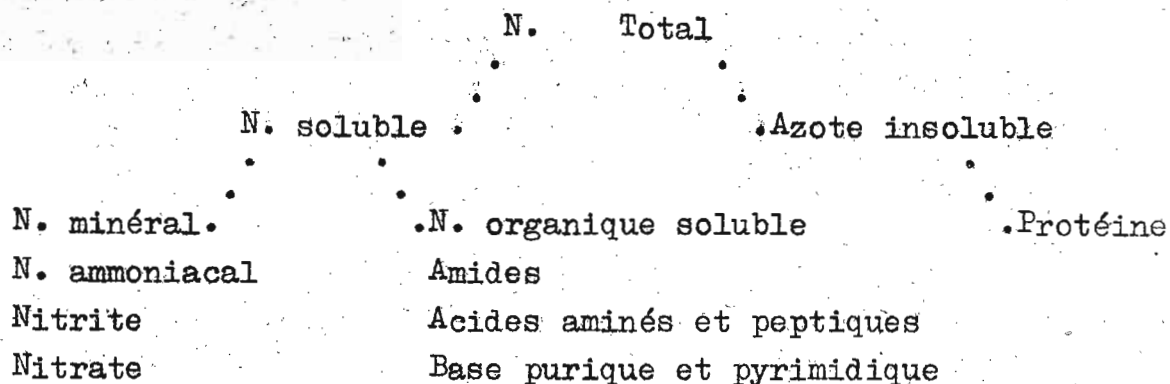 N. Total
N. soluble Azote insoluble
N. minéral. .N. organique soluble .Protéine
N. ammoniacal Amides
Nitrite Acides aminés et peptiques
Nitrate Base purique et pyrimidique